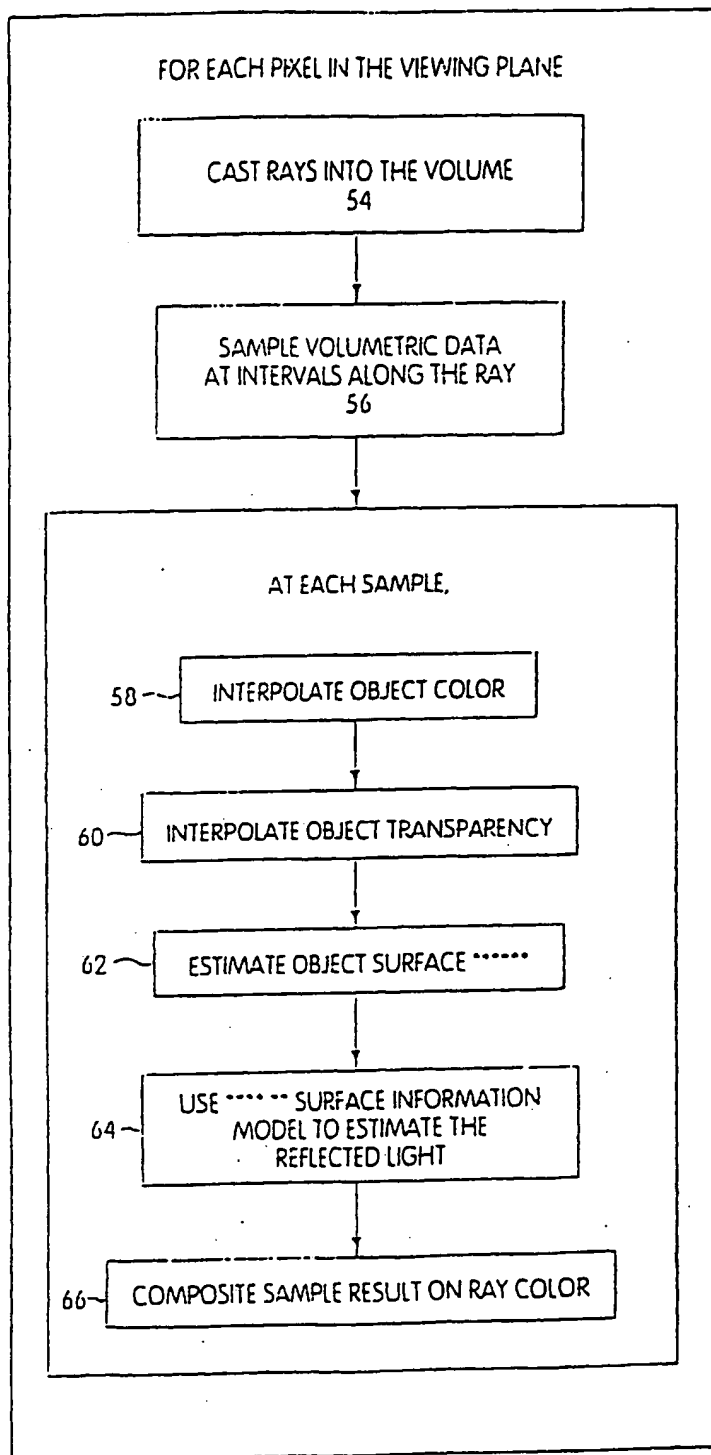 FOR EACH PIXEL IN THE VIEWING PLANE
CAST RAYS INTO THE VOLUME
54
SAMPLE VOLUMETRIC DATA
AT INTERVALS ALONG THE RAY
56
AT EACH SAMPLE,
58 INTERPOLATE OBJECT COLOR
60 INTERPOLATE OBJECT TRANSPARENCY
62 ESTIMATE OBJECT SURFACE ••••••
USE •••• •• SURFACE INFORMATION
64 MODEL TO ESTIMATE THE
REFLECTED LIGHT
66 COMPOSITE SAMPLE RESULT ON RAY COLOR